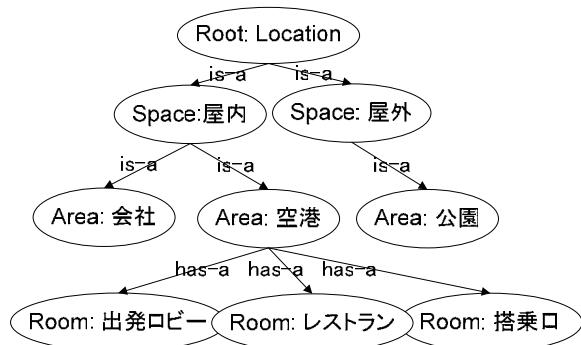 Root: Location
is-a is-a
Space:屋内 Space: 屋外
is-a is-a is-a
Area: 会社 Area: 空港 Area: 公園
has-a has-a has-a
Room: 出発ロビー Room: レストラン Room: 搭乗口